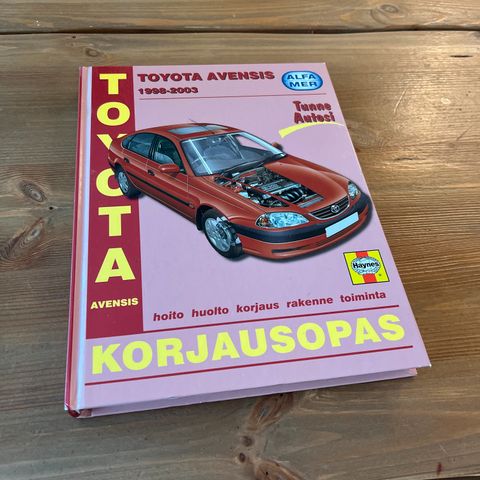 TOYOTA AVENSIS
1998-2003
ALFA
MER
Tunne
Autosi
TOYOTA
AVENSIS
Haynes
hoito huolto korjaus rakenne toiminta
KORJAUSOPAS